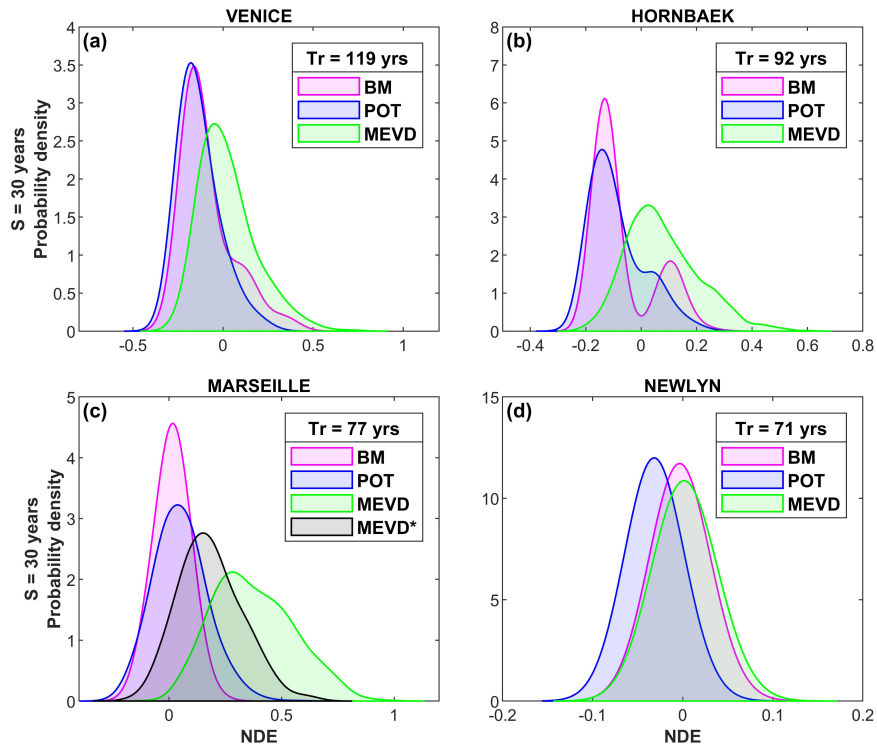 VENICE
(a)
Tr = 119 yrs
BM
POT
MEVD
4
3.5
3
2.5
2
1.5
1
0.5
0
-0.5 0 0.5 1
S = 30 years
Probability density
HORNBAEK
(b)
Tr = 92 yrs
BM
POT
MEVD
8
7
6
5
4
3
2
1
0
-0.4 -0.2 0 0.2 0.4 0.6 0.8
MARSEILLE
(c)
Tr = 77 yrs
BM
POT
MEVD
MEVD*
5
4
3
2
1
0
0 0.5 1
S = 30 years
Probability density
NDE
NEWLYN
(d)
Tr = 71 yrs
BM
POT
MEVD
15
10
5
0
-0.2 -0.1 0 0.1 0.2
NDE